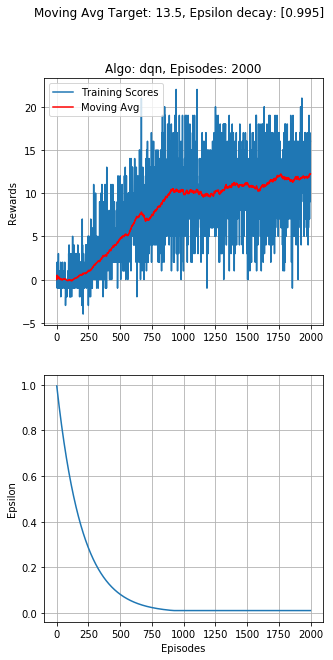 Moving Avg Target: 13.5, Epsilon decay: [0.995]
Algo: dqn, Episodes: 2000
Training Scores
Moving Avg
Rewards
20
15
10
5
0
−5
0 250 500 750 1000 1250 1500 1750 2000
Epsilon
1.0
0.8
0.6
0.4
0.2
0.0
0 250 500 750 1000 1250 1500 1750 2000
Episodes